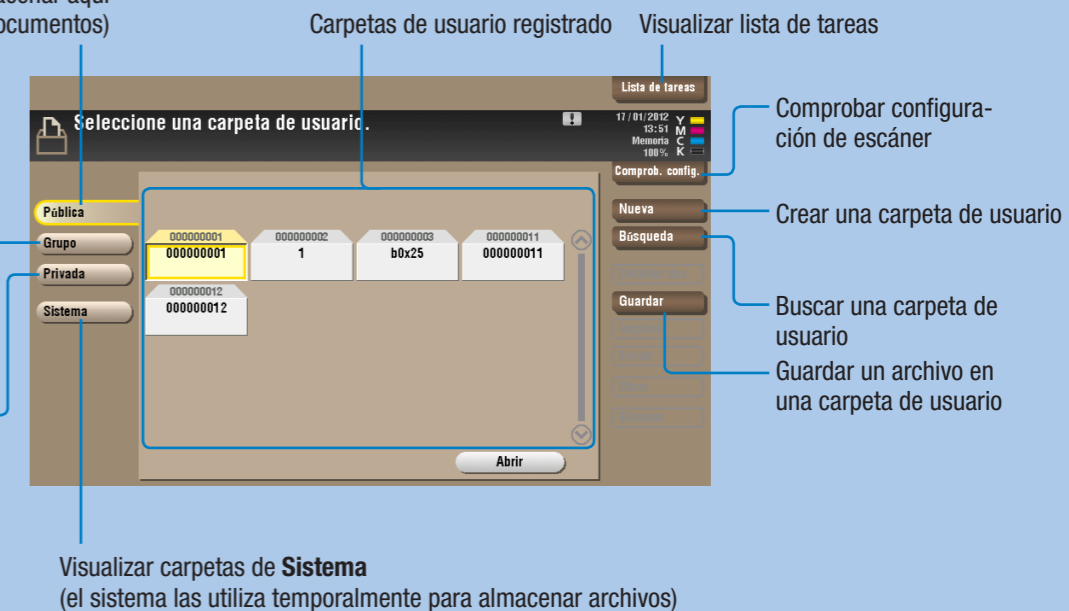 aquí
Carpetas de usuario registrado
Visualizar lista de tareas
Lista de tareas
Seleccione una carpeta de usuario.
17/01/2012
13:51
Memoria
100%
Y
M
C
K
Comprobar configura-
ción de escáner
Comprob. config.
Pública
Grupo
Privada
Sistema
000000001
000000001
000000002
1
000000003
b0x25
000000011
000000011
000000012
000000012
Nueva
Crear una carpeta de usuario
Búsqueda
Guardar
Buscar una carpeta de
usuario
Guardar un archivo en
una carpeta de usuario
Abrir
Visualizar carpetas de Sistema
(el sistema las utiliza temporalmente para almacenar archivos)